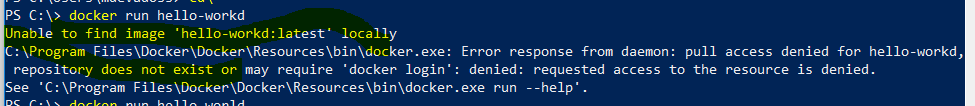 PS C:\> docker run hello-workd
Unable to find image 'hello-workd:latest' locally
C:\Program Files\Docker\Docker\Resources\bin\docker.exe: Error response from daemon: pull access denied for hello-workd,
repository does not exist or may require 'docker login': denied: requested access to the resource is denied.
See 'C:\Program Files\Docker\Docker\Resources\bin\docker.exe run --help'.
PS C:\> docker run hello-world